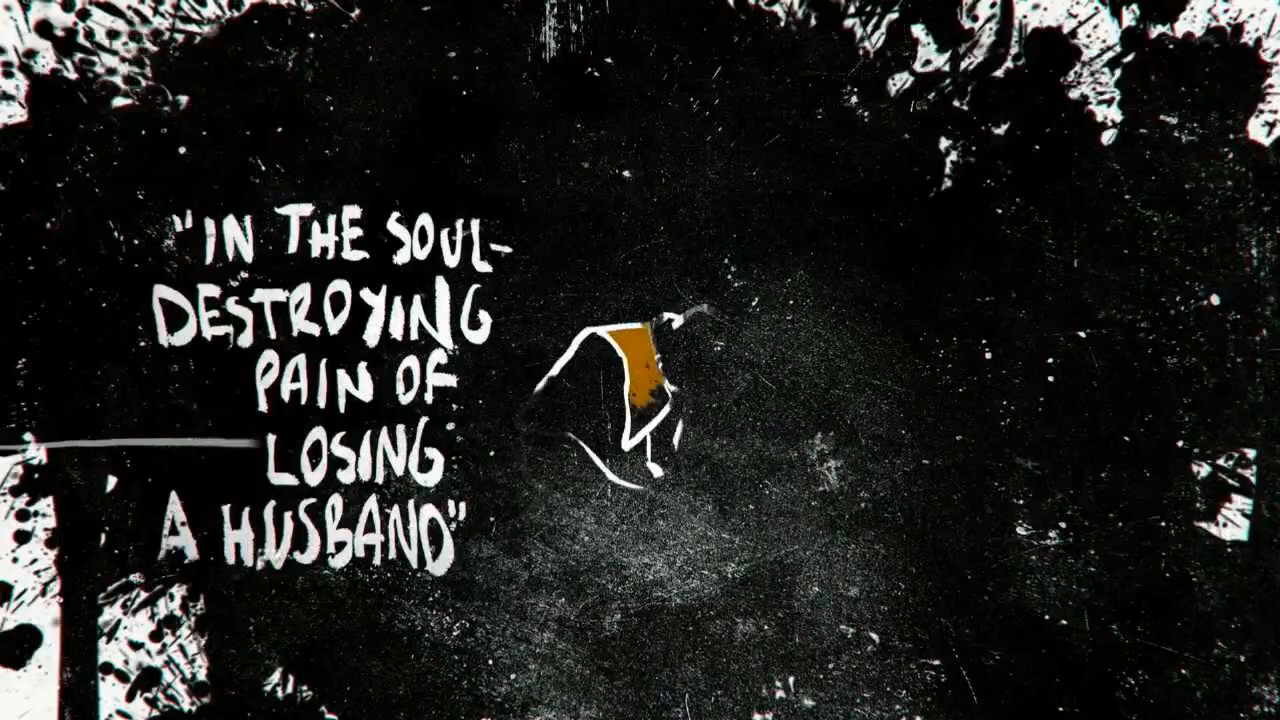 "IN THE SOUL-
DESTROYING
PAIN OF
LOSING
A HUSBAND"